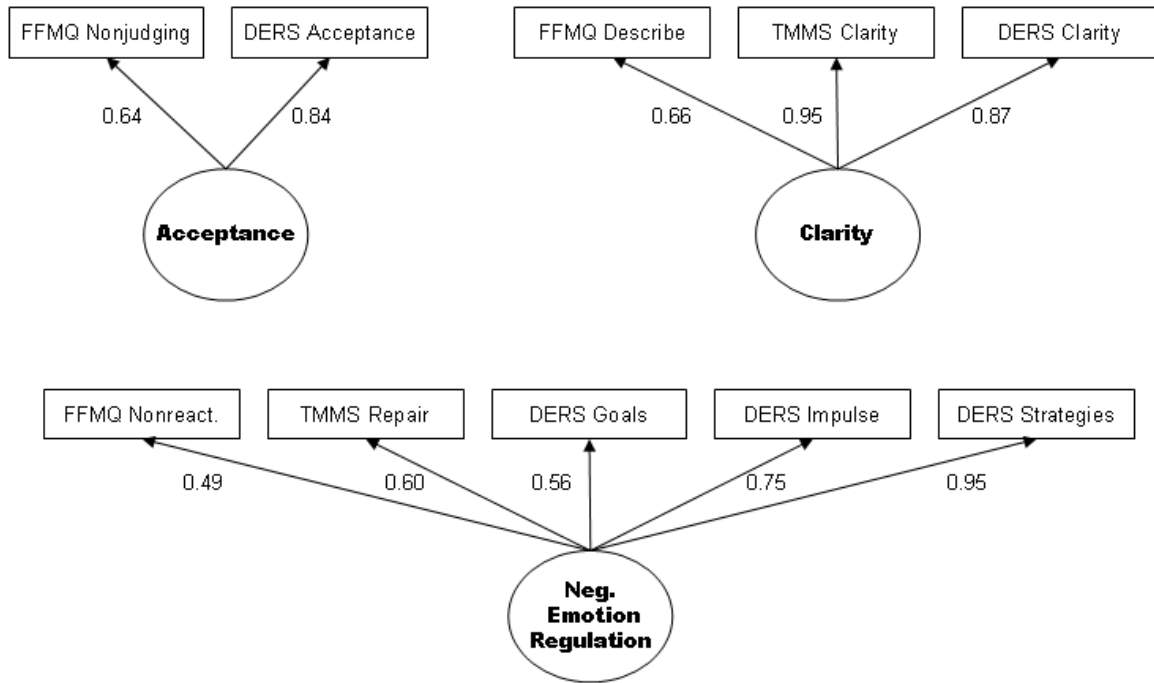 FFMQ Nonjudging
DERS Acceptance
FFMQ Describe
TMMS Clarity
DERS Clarity
0.64
0.84
0.66
0.95
0.87
Acceptance
Clarity
FFMQ Nonreact.
TMMS Repair
DERS Goals
DERS Impulse
DERS Strategies
0.49
0.60
0.56
0.75
0.95
Neg.
Emotion
Regulation